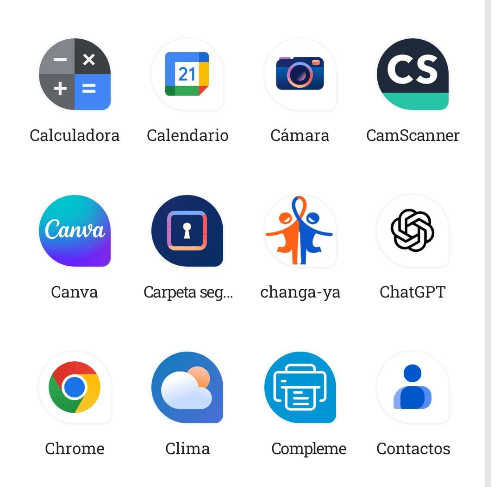 21
CS
Calculadora Calendario Cámara CamScanner
Canva
Canva Carpeta seg... changa-ya ChatGPT
Chrome Clima Compleme Contactos